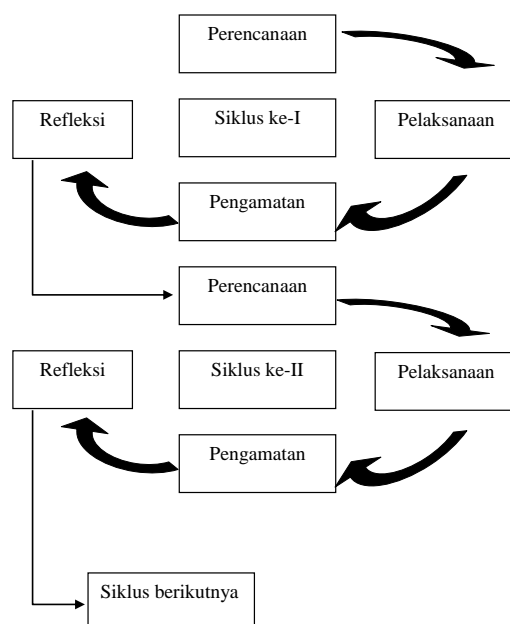 Perencanaan
Refleksi
Siklus ke-I
Pelaksanaan
Pengamatan
Perencanaan
Refleksi
Siklus ke-II
Pelaksanaan
Pengamatan
Siklus berikutnya